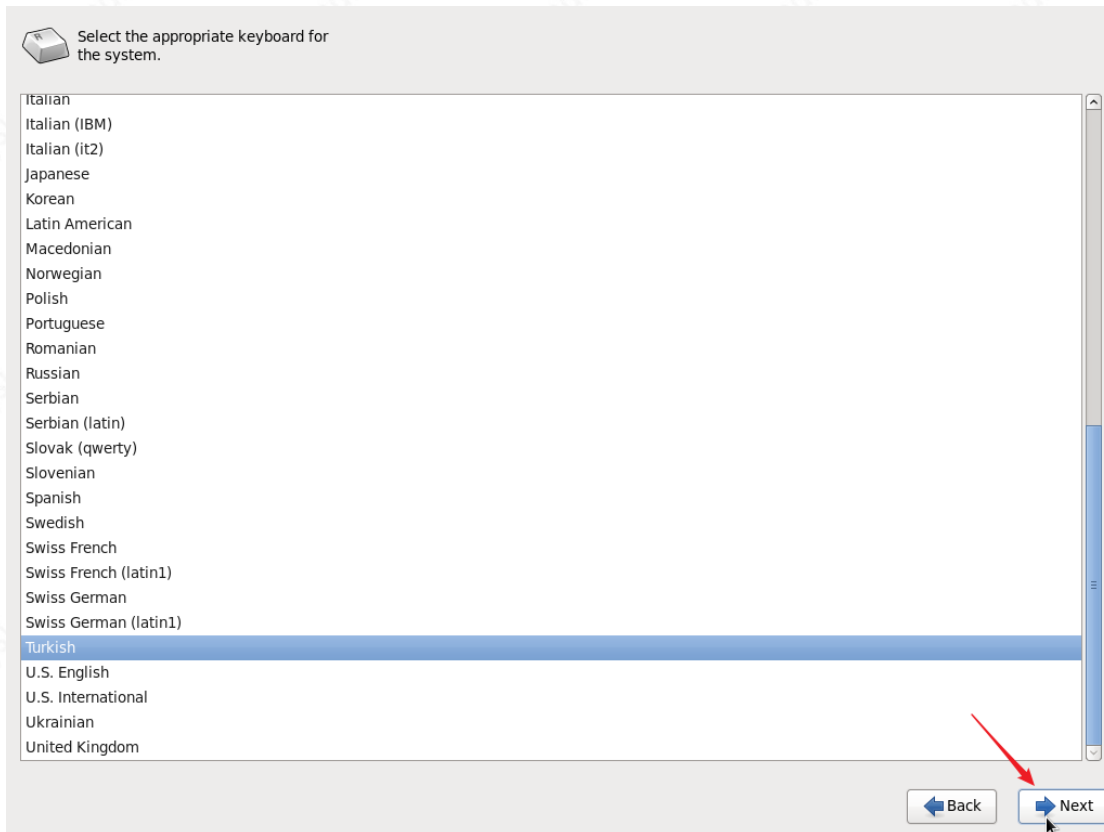 Select the appropriate keyboard for
the system.
Italian
Italian (IBM)
Italian (it2)
Japanese
Korean
Latin American
Macedonian
Norwegian
Polish
Portuguese
Romanian
Russian
Serbian
Serbian (latin)
Slovak (qwerty)
Slovenian
Spanish
Swedish
Swiss French
Swiss French (latin1)
Swiss German
Swiss German (latin1)
Turkish
U.S. English
U.S. International
Ukrainian
United Kingdom
Back
Next